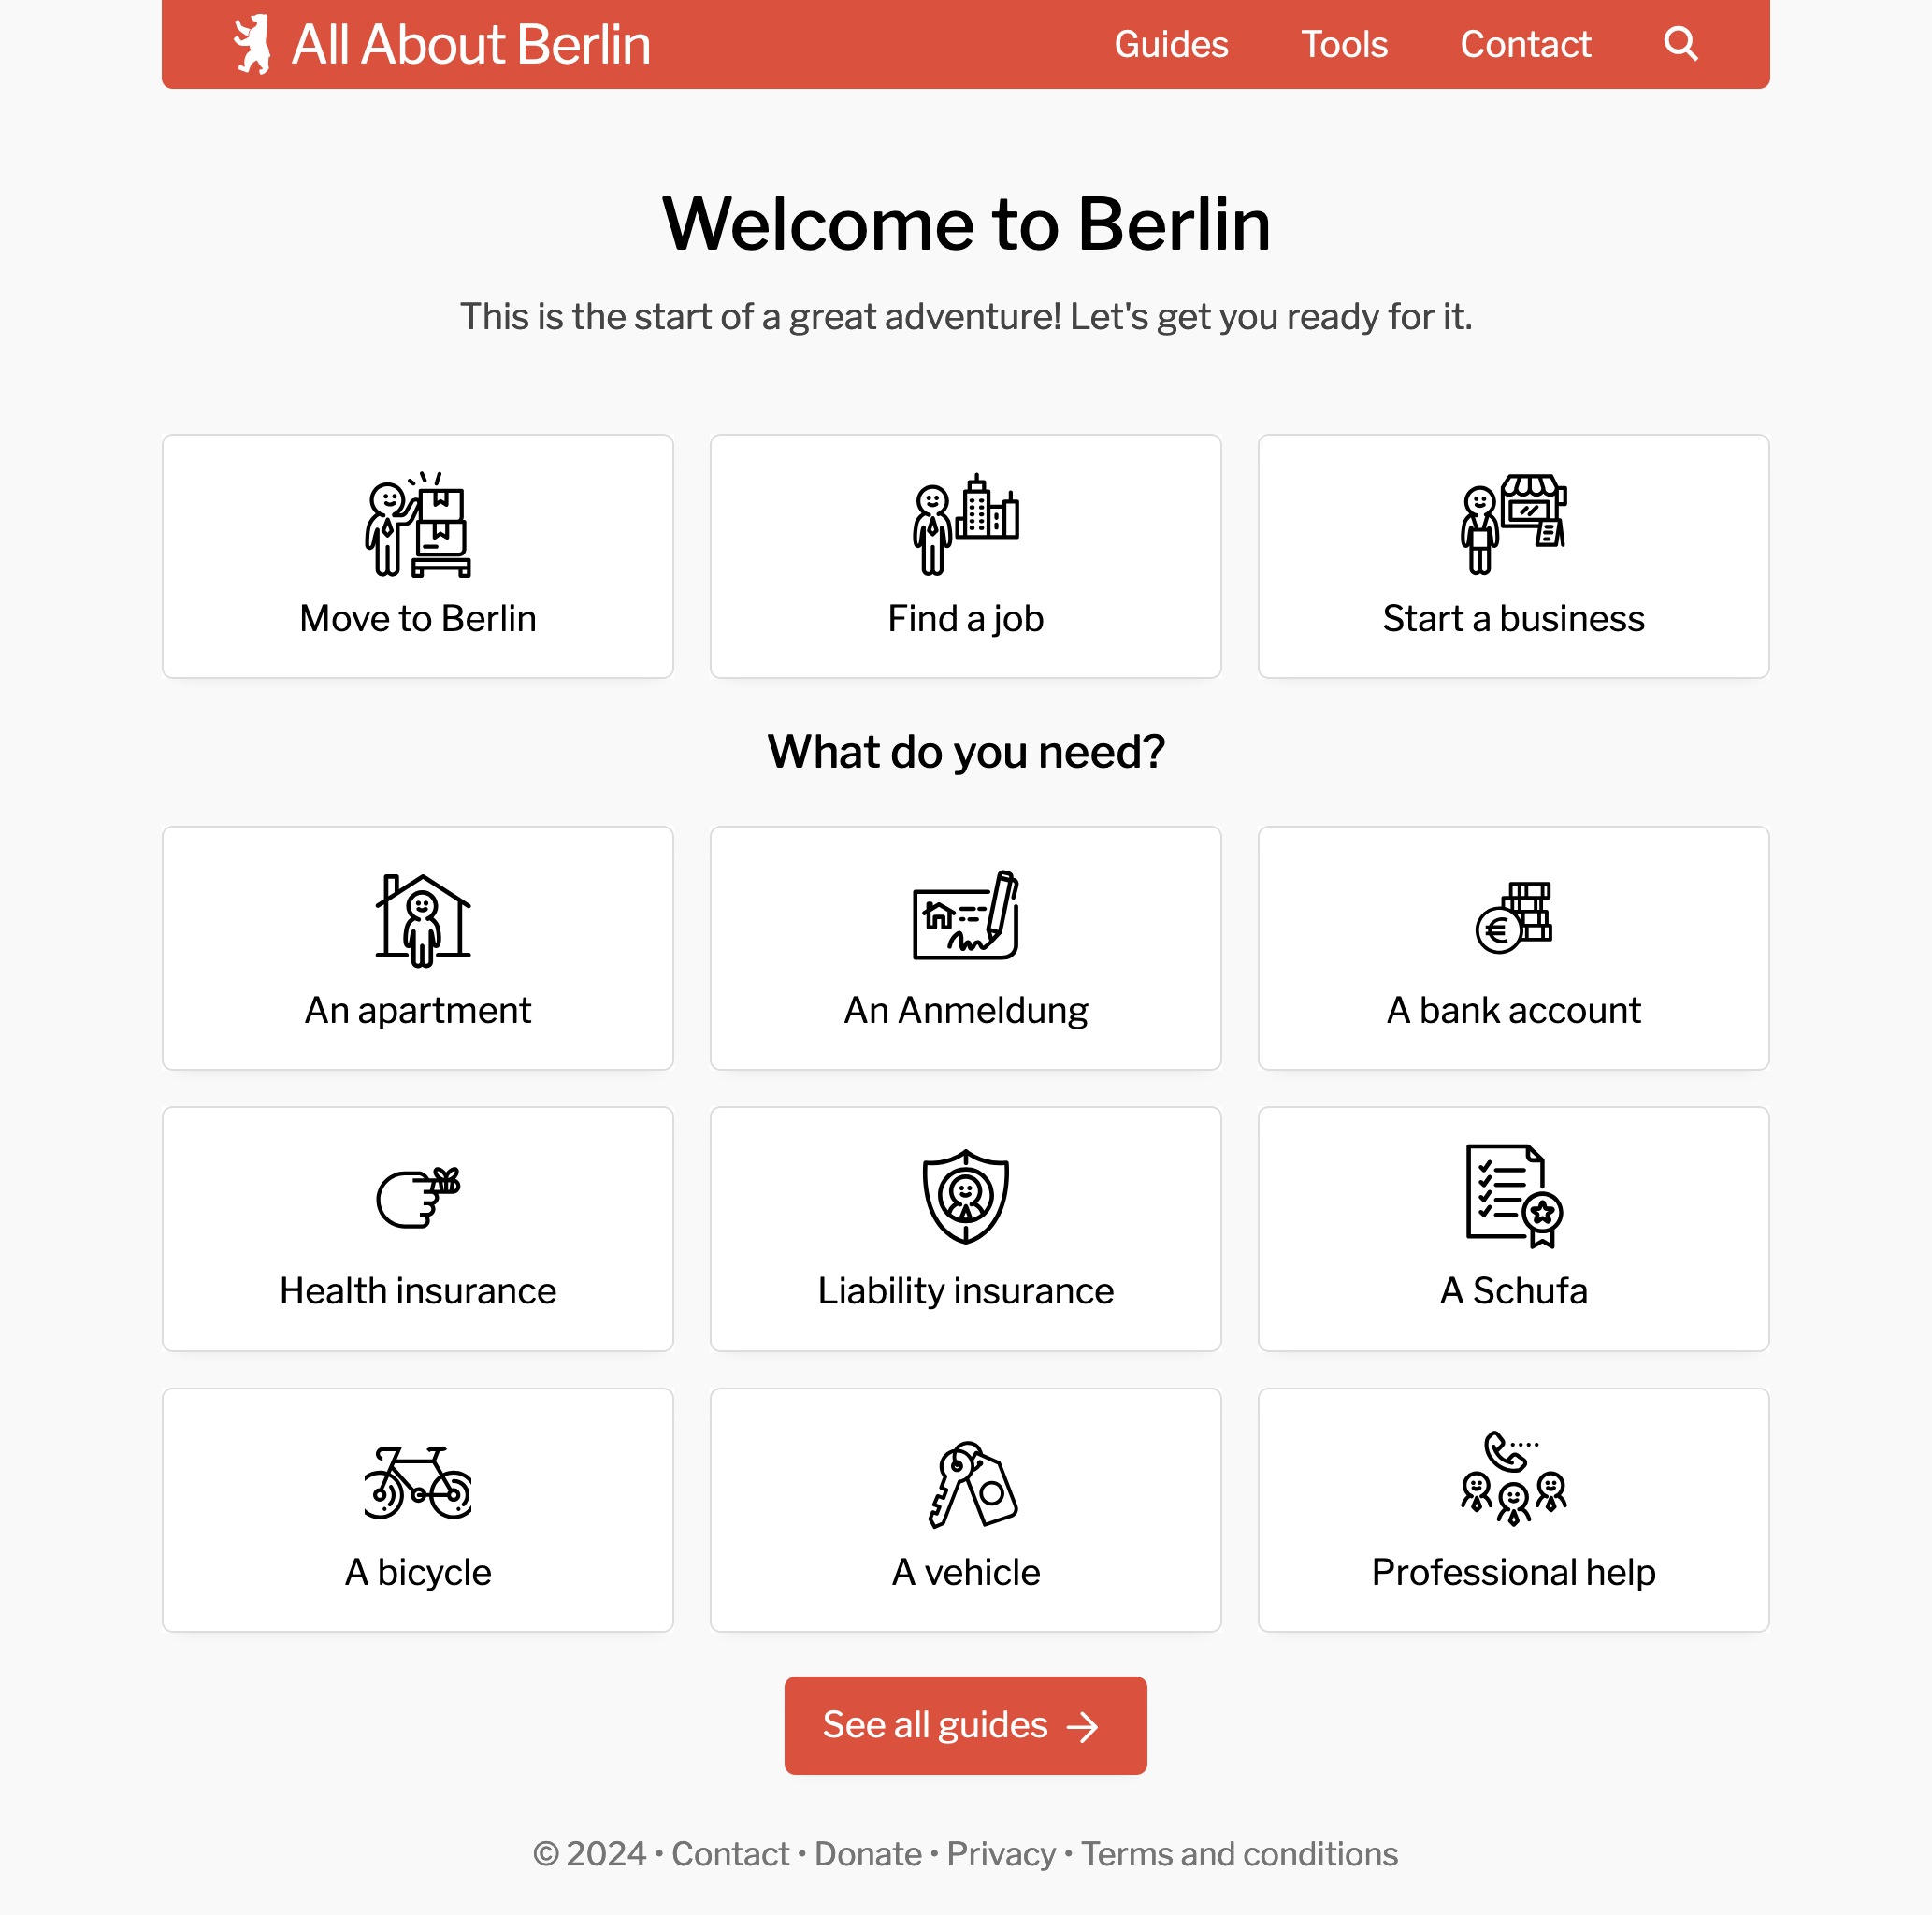 All About Berlin
Guides Tools Contact
Welcome to Berlin
This is the start of a great adventure! Let's get you ready for it.
Move to Berlin
Find a job
Start a business
What do you need?
An apartment
An Anmeldung
A bank account
Health insurance
Liability insurance
A Schufa
A bicycle
A vehicle
Professional help
See all guides →
© 2024 • Contact • Donate • Privacy • Terms and conditions